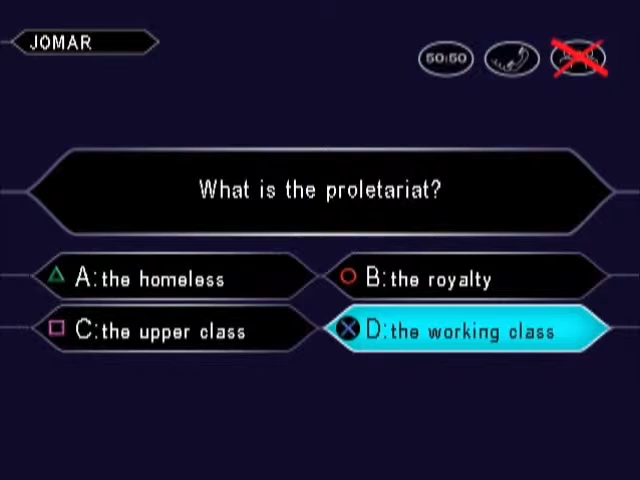 JOMAR
50:50
What is the proletariat?
A:the homeless
B:the royalty
C:the upper class
D:the working class